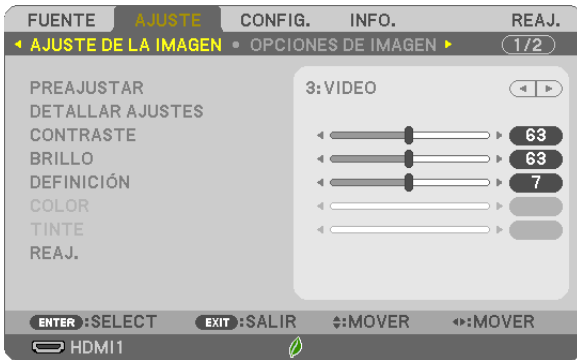 FUENTE AJUSTE CONFIG. INFO. REAJ.
AJUSTE DE LA IMAGEN • OPCIONES DE IMAGEN 1/2
PREAJUSTAR 3:VIDEO
DETALLAR AJUSTES
CONTRASTE 63
BRILLO 63
DEFINICIÓN 7
COLOR
TINTE
REAJ.
ENTER :SELECT EXIT :SALIR :MOVER :MOVER
HDMI1